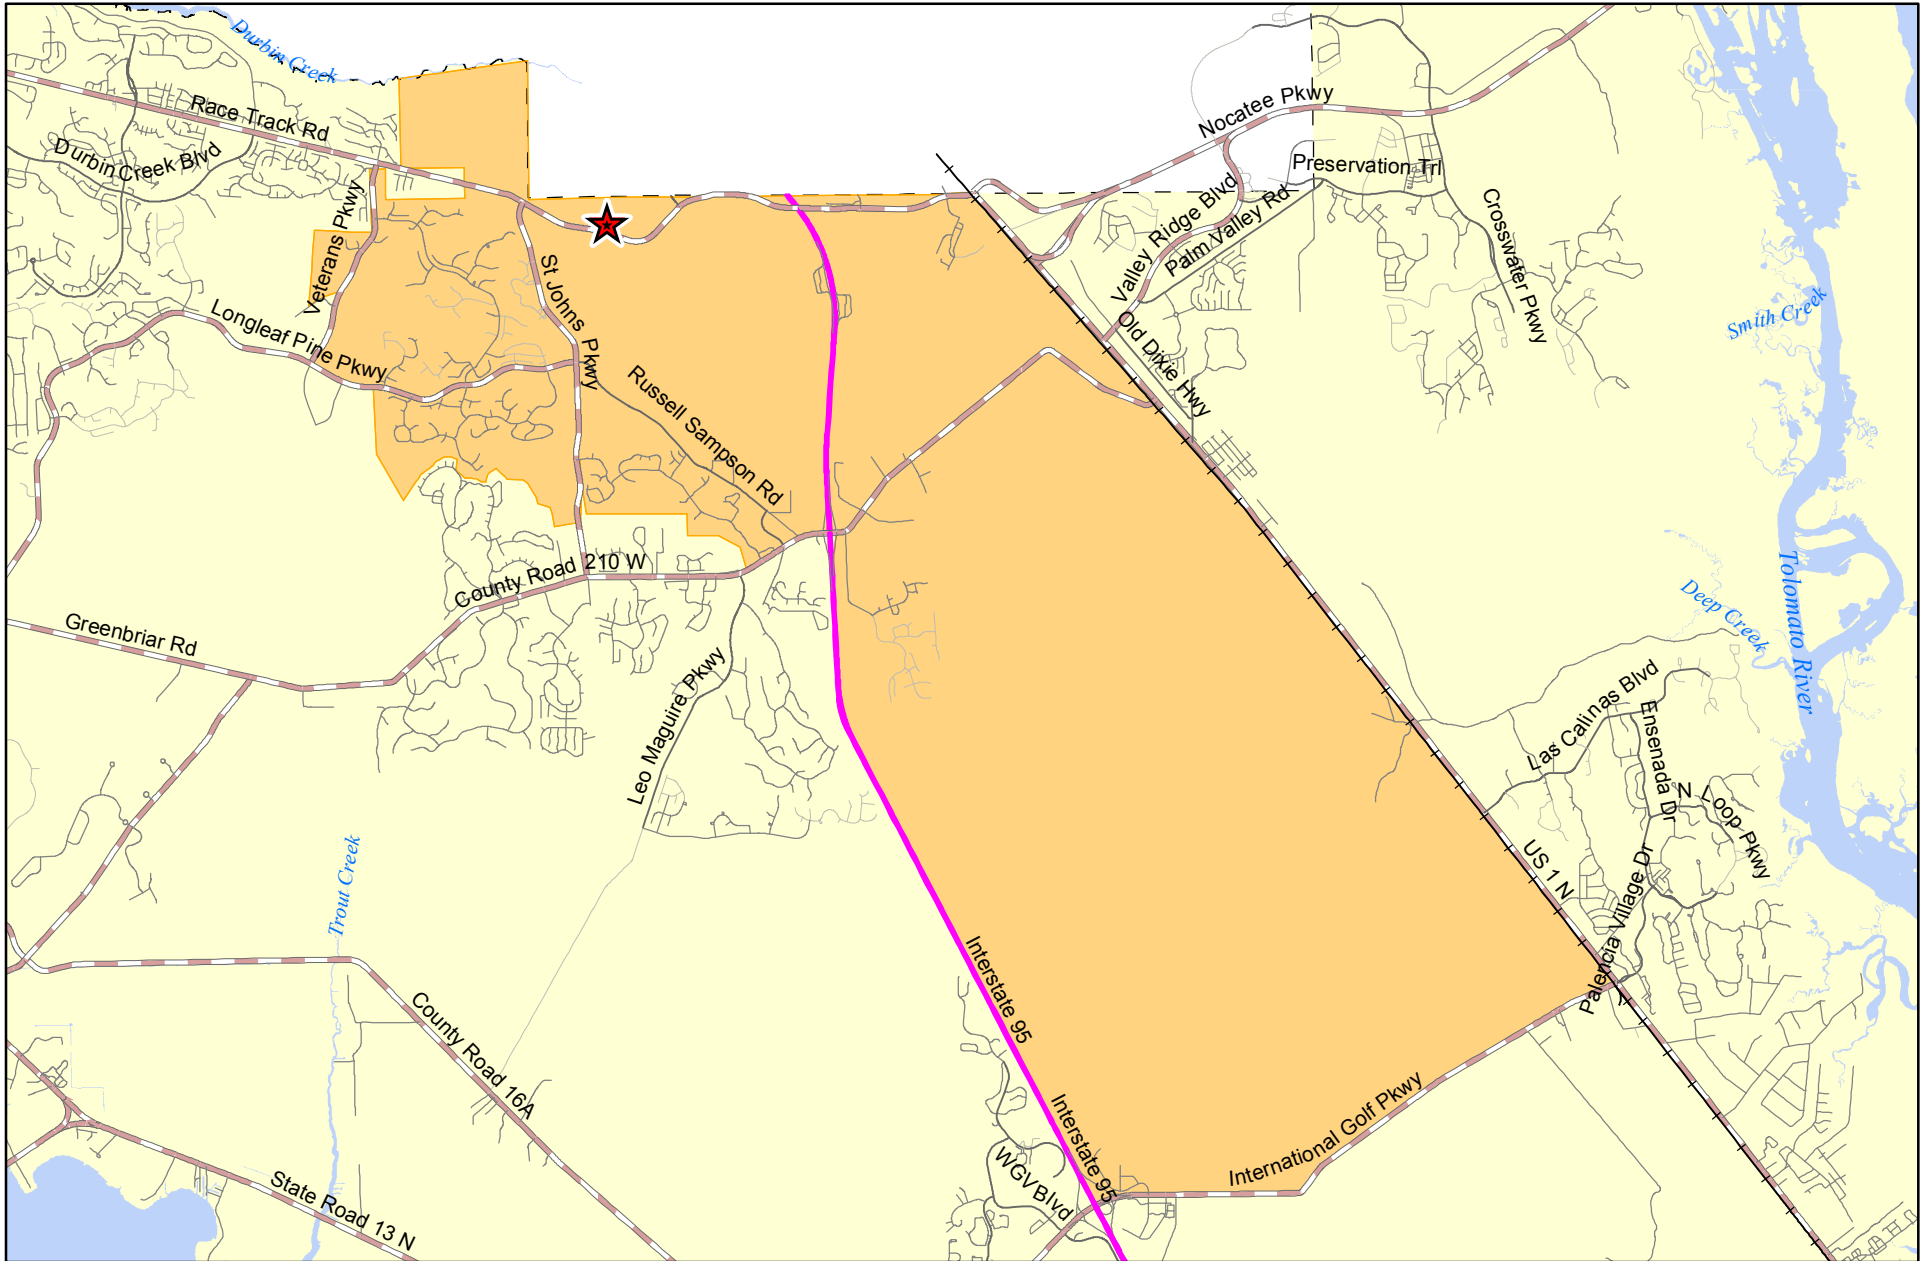 Durbin Creek
Race Track Rd
Nocatee Pkwy
Durbin Creek Blvd
Preservation Trl
Veterans Pkwy
Valley Ridge Blvd
Palm Valley Rd
Crosswater Pkwy
St Johns Pkwy
Longleaf Pine Pkwy
Smith Creek
Old Dixie Hwy
Russell Sampson Rd
County Road 210 W
Tolomato River
Deep Creek
Greenbriar Rd
Leo Maguire Pkwy
Las Calinas Blvd
Ensenada Dr
N Loop Pkwy
US 1 N
Trout Creek
Palencia Village Dr
Interstate 95
County Road 16A
Interstate 95
International Golf Pkwy
WGV Blvd
State Road 13 N